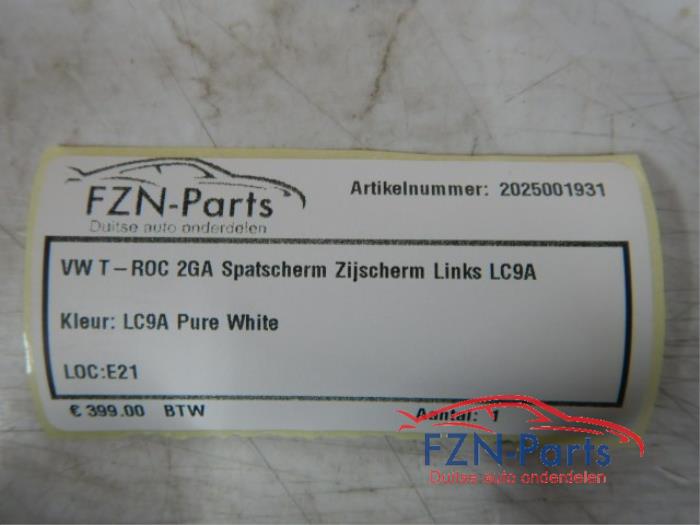 FZN-Parts
Duitse auto onderdelen
Artikelnummer: 2025001931
VW T-ROC 2GA Spatscherm Zijscherm Links LC9A
Kleur: LC9A Pure White
LOC:E21
€ 399.00 BTW
Aantal: 1
FZN-Parts
Duitse auto onderdelen